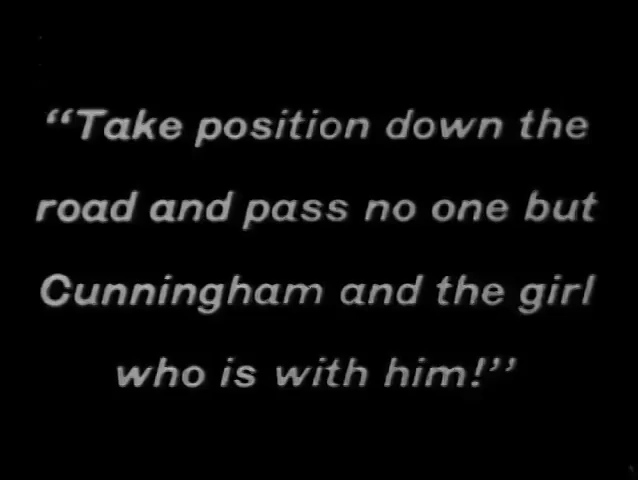 “Take position down the
road and pass no one but
Cunningham and the girl
who is with him!”